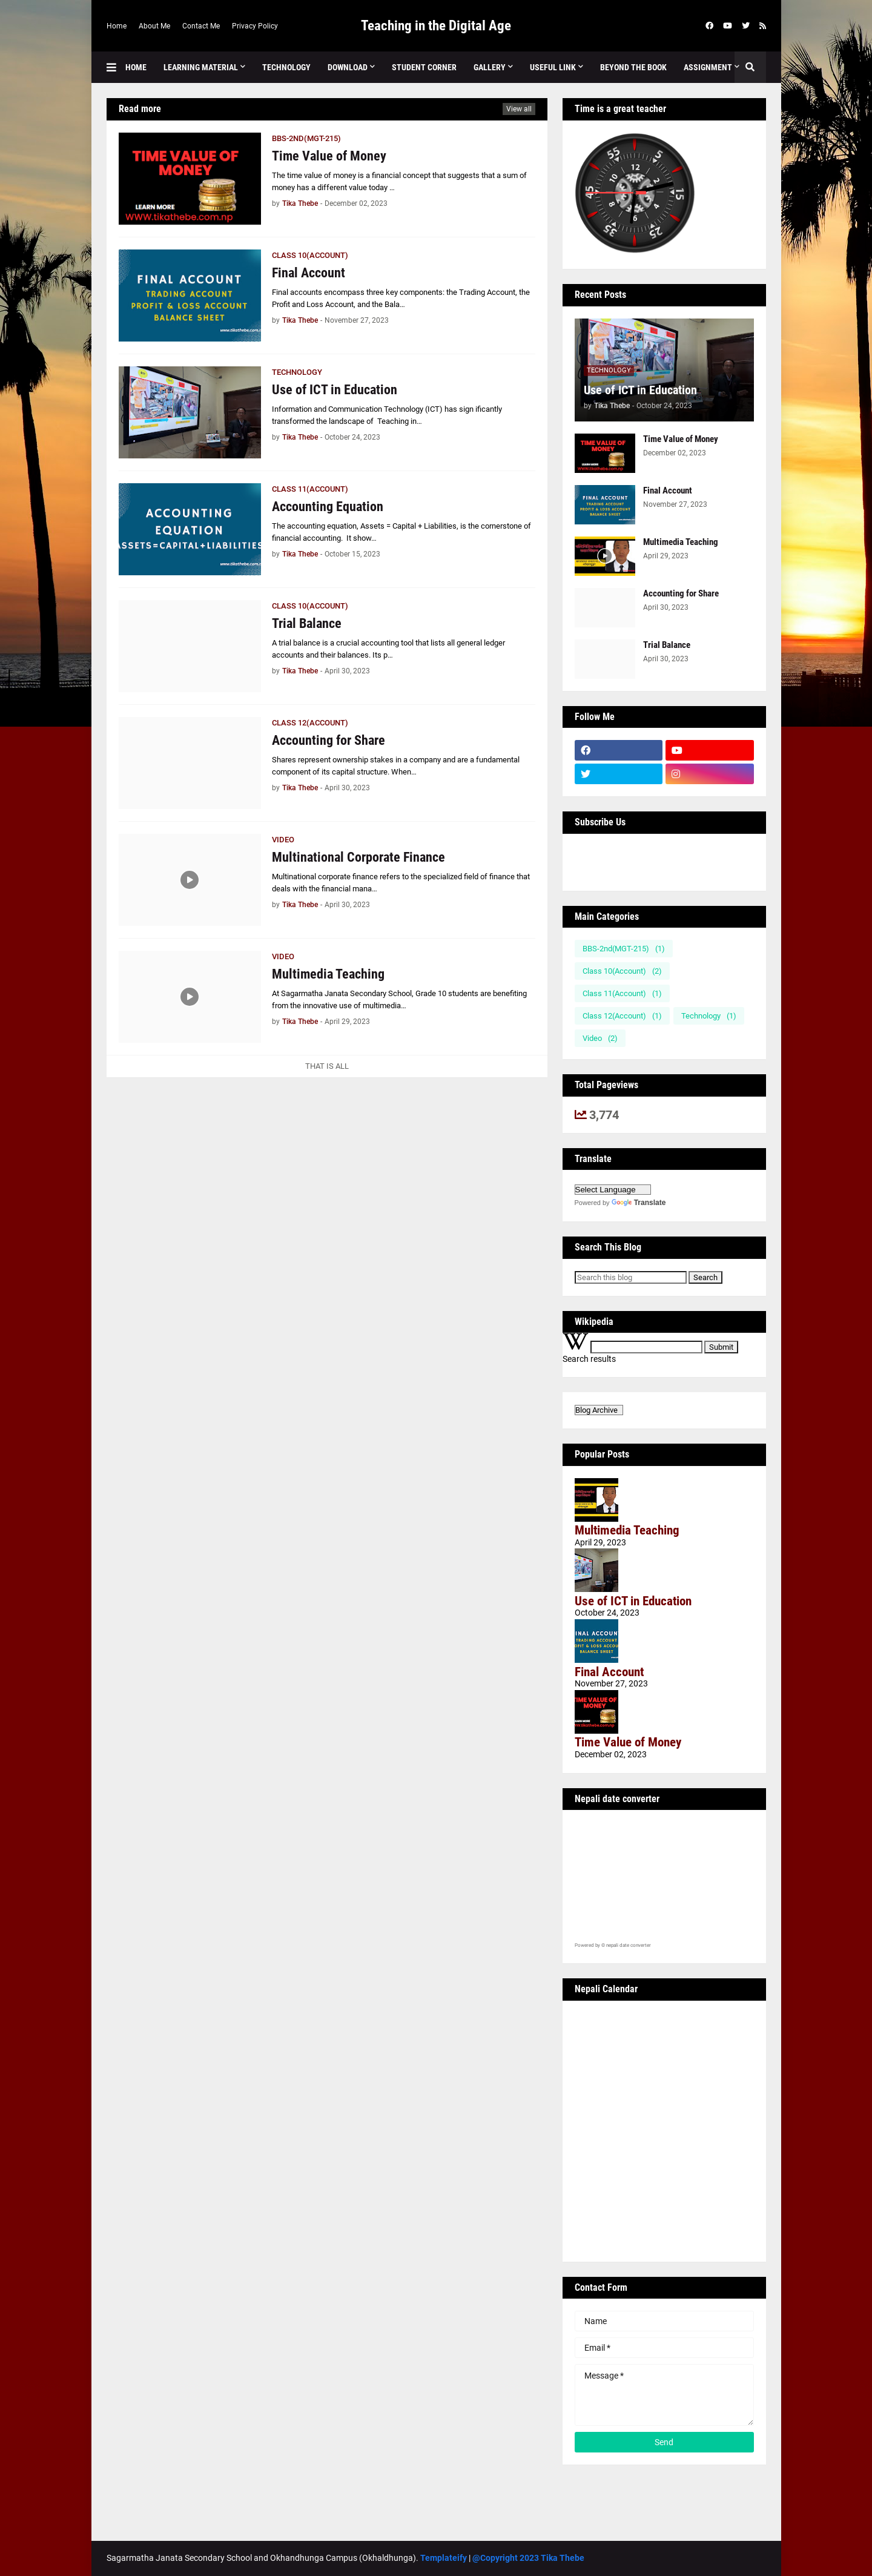 Home About Me Contact Me Privacy Policy
Teaching in the Digital Age
HOME LEARNING MATERIAL TECHNOLOGY DOWNLOAD STUDENT CORNER GALLERY USEFUL LINK BEYOND THE BOOK ASSIGNMENT
Read more
View all
TIME VALUE OF
MONEY
LEARN MORE
WWW.tikathebe.com.np
BBS-2ND(MGT-215)
Time Value of Money
The time value of money is a financial concept that suggests that a sum of
money has a different value today ...
by Tika Thebe - December 02, 2023
FINAL ACCOUNT
TRADING ACCOUNT
PROFIT & LOSS ACCOUNT
BALANCE SHEET
CLASS 10(ACCOUNT)
Final Account
Final accounts encompass three key components: the Trading Account, the
Profit and Loss Account, and the Bala...
by Tika Thebe - November 27, 2023
TECHNOLOGY
Use of ICT in Education
Information and Communication Technology (ICT) has sign ificantly
transformed the landscape of Teaching in...
by Tika Thebe - October 24, 2023
ACCOUNTING
EQUATION
ASSETS=CAPITAL+LIABILITIES
CLASS 11(ACCOUNT)
Accounting Equation
The accounting equation, Assets = Capital + Liabilities, is the cornerstone of
financial accounting. It show...
by Tika Thebe - October 15, 2023
CLASS 10(ACCOUNT)
Trial Balance
A trial balance is a crucial accounting tool that lists all general ledger
accounts and their balances. Its p...
by Tika Thebe - April 30, 2023
CLASS 12(ACCOUNT)
Accounting for Share
Shares represent ownership stakes in a company and are a fundamental
component of its capital structure. When...
by Tika Thebe - April 30, 2023
VIDEO
Multinational Corporate Finance
Multinational corporate finance refers to the specialized field of finance that
deals with the financial mana...
by Tika Thebe - April 30, 2023
VIDEO
Multimedia Teaching
At Sagarmatha Janata Secondary School, Grade 10 students are benefiting
from the innovative use of multimedia...
by Tika Thebe - April 29, 2023
THAT IS ALL
Time is a great teacher
55 5 45 15 35 25
Recent Posts
TECHNOLOGY
Use of ICT in Education
by Tika Thebe - October 24, 2023
TIME VALUE OF
MONEY
Time Value of Money
December 02, 2023
FINAL ACCOUNT
Final Account
November 27, 2023
Multimedia Teaching
April 29, 2023
Accounting for Share
April 30, 2023
Trial Balance
April 30, 2023
Follow Me
Subscribe Us
Main Categories
BBS-2nd(MGT-215) (1)
Class 10(Account) (2)
Class 11(Account) (1)
Class 12(Account) (1) Technology (1)
Video (2)
Total Pageviews
3,774
Translate
Select Language
Powered by Google Translate
Search This Blog
Search this blog Search
Wikipedia
W Submit
Search results
Blog Archive
Popular Posts
Multimedia Teaching
April 29, 2023
Use of ICT in Education
October 24, 2023
Final Account
November 27, 2023
TIME VALUE OF
MONEY
Time Value of Money
December 02, 2023
Nepali date converter
Powered by © nepali date converter
Nepali Calendar
Contact Form
Name
Email *
Message *
Send
Sagarmatha Janata Secondary School and Okhandhunga Campus (Okhaldhunga). Templateify | @Copyright 2023 Tika Thebe